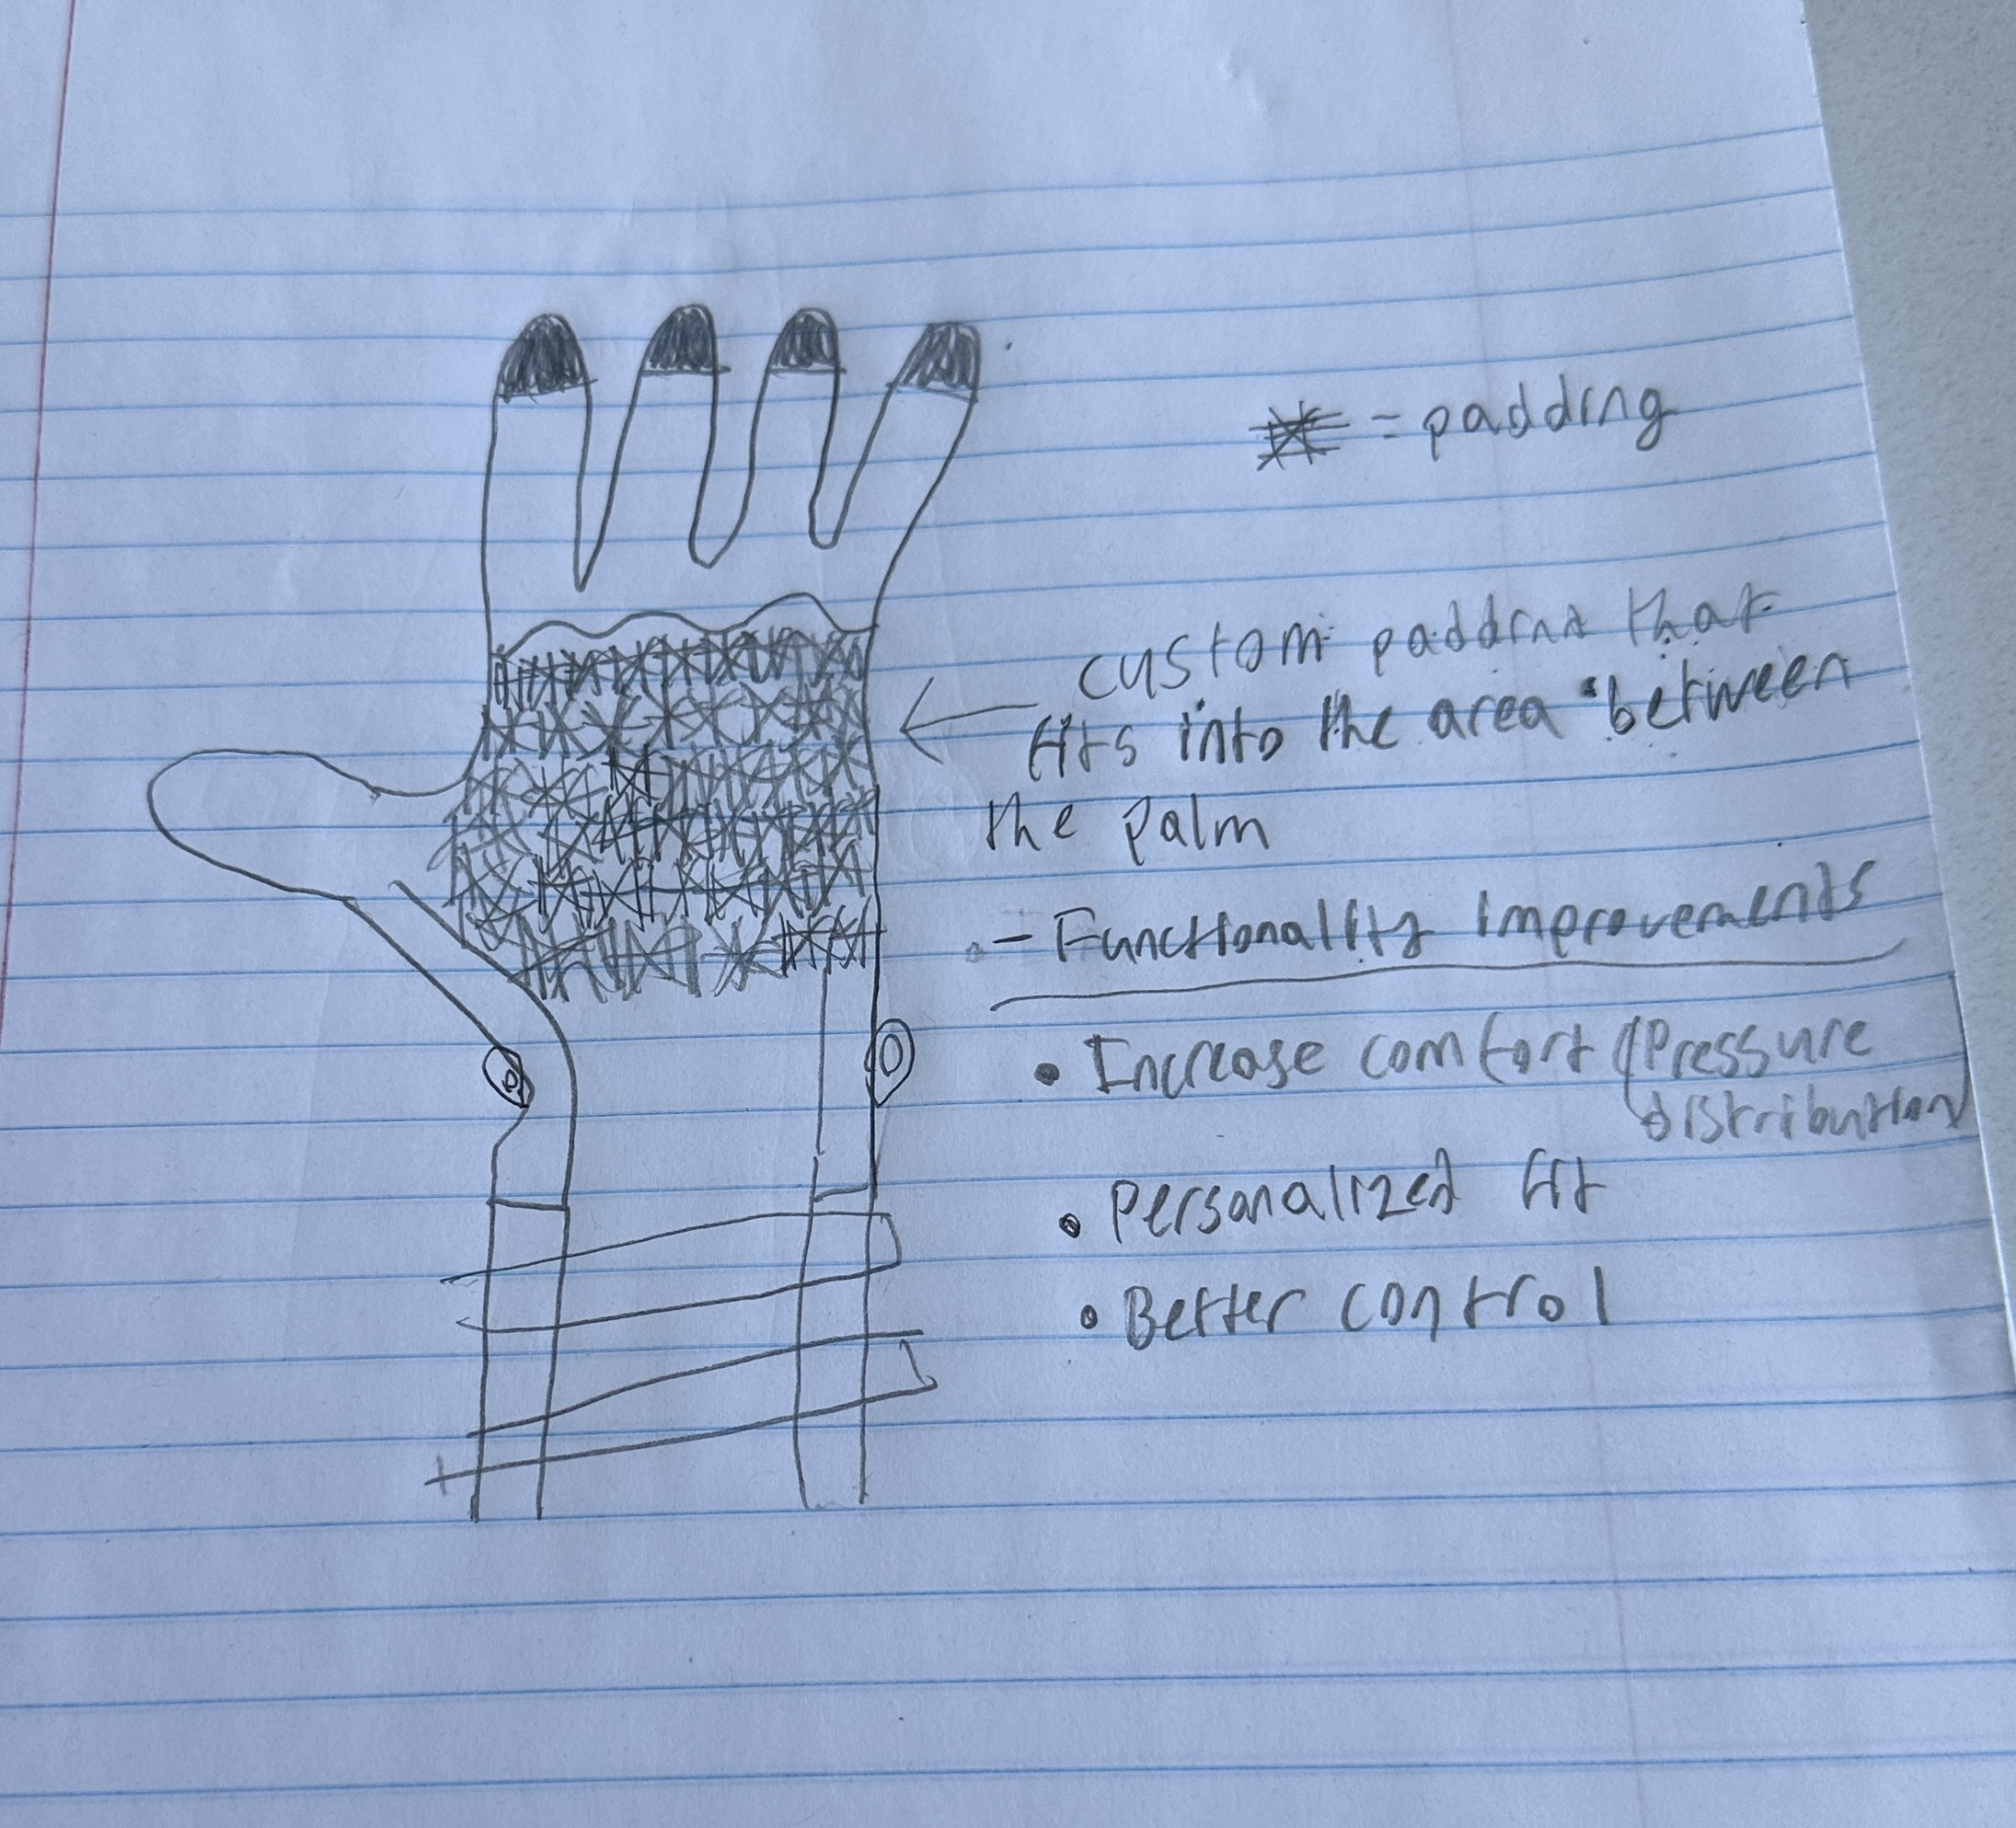 = padding
custom padding that
fits into the area between
the palm
- Functionality improvements
• Increase comfort /Pressure
distribution
• Personalized fit
• Better control